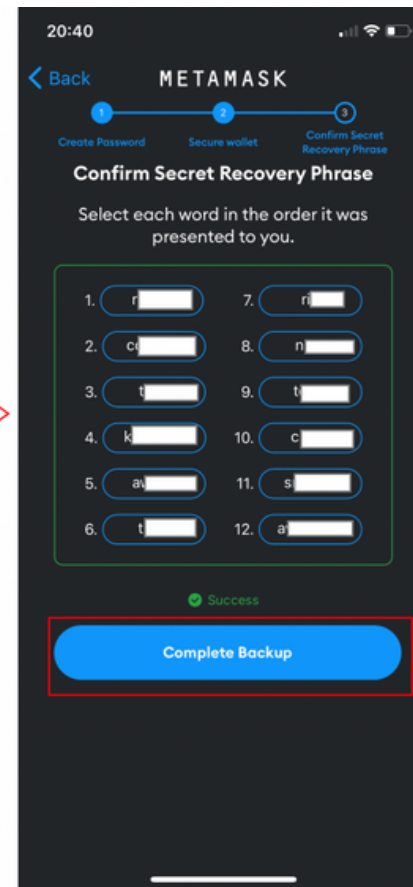 20:40
Back
METAMASK
1 2 3
Create Password
Secure wallet
Confirm Secret
Recovery Phrase
Confirm Secret Recovery Phrase
Select each word in the order it was
presented to you.
1.
2.
3.
4.
5.
6.
7.
8.
9.
10.
11.
12.
Success
Complete Backup